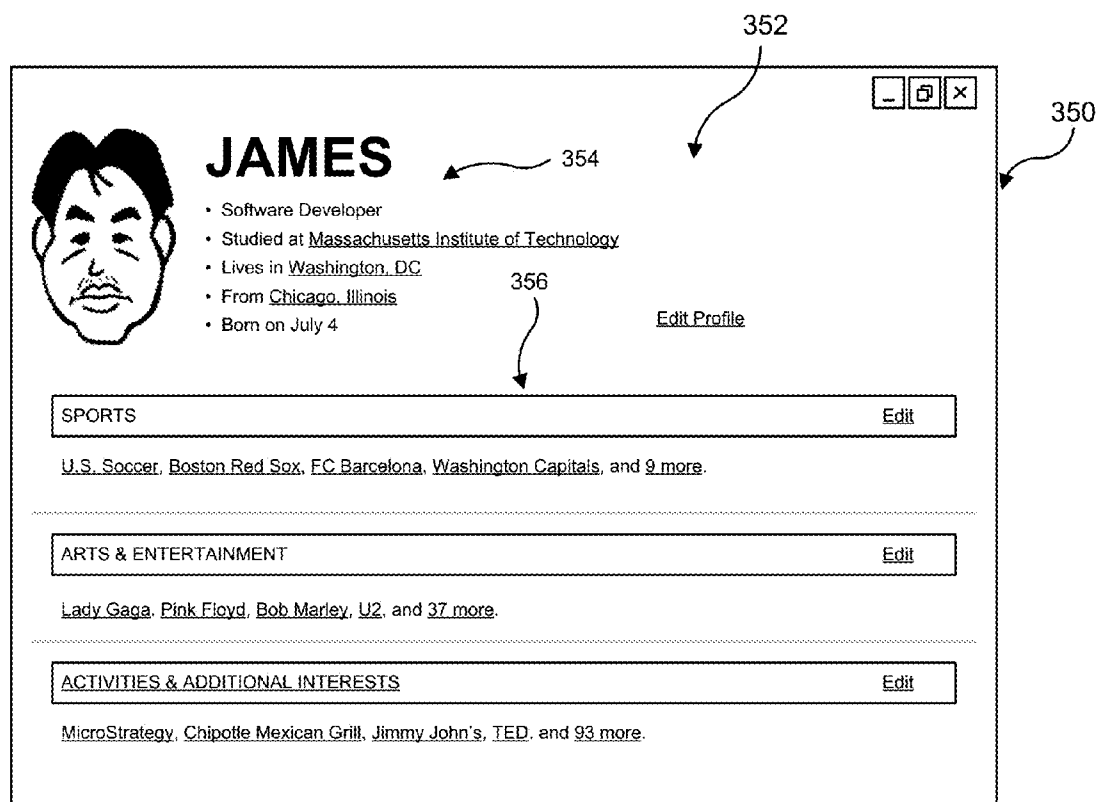 352
350
JAMES
354
• Software Developer
• Studied at Massachusetts Institute of Technology
• Lives in Washington, DC
356
• From Chicago, Illinois
• Born on July 4
Edit Profile
SPORTS Edit
U.S. Soccer, Boston Red Sox, FC Barcelona, Washington Capitals, and 9 more.
ARTS & ENTERTAINMENT Edit
Lady Gaga, Pink Floyd, Bob Marley, U2, and 37 more.
ACTIVITIES & ADDITIONAL INTERESTS Edit
MicroStrategy, Chipotle Mexican Grill, Jimmy John's, TED, and 93 more.